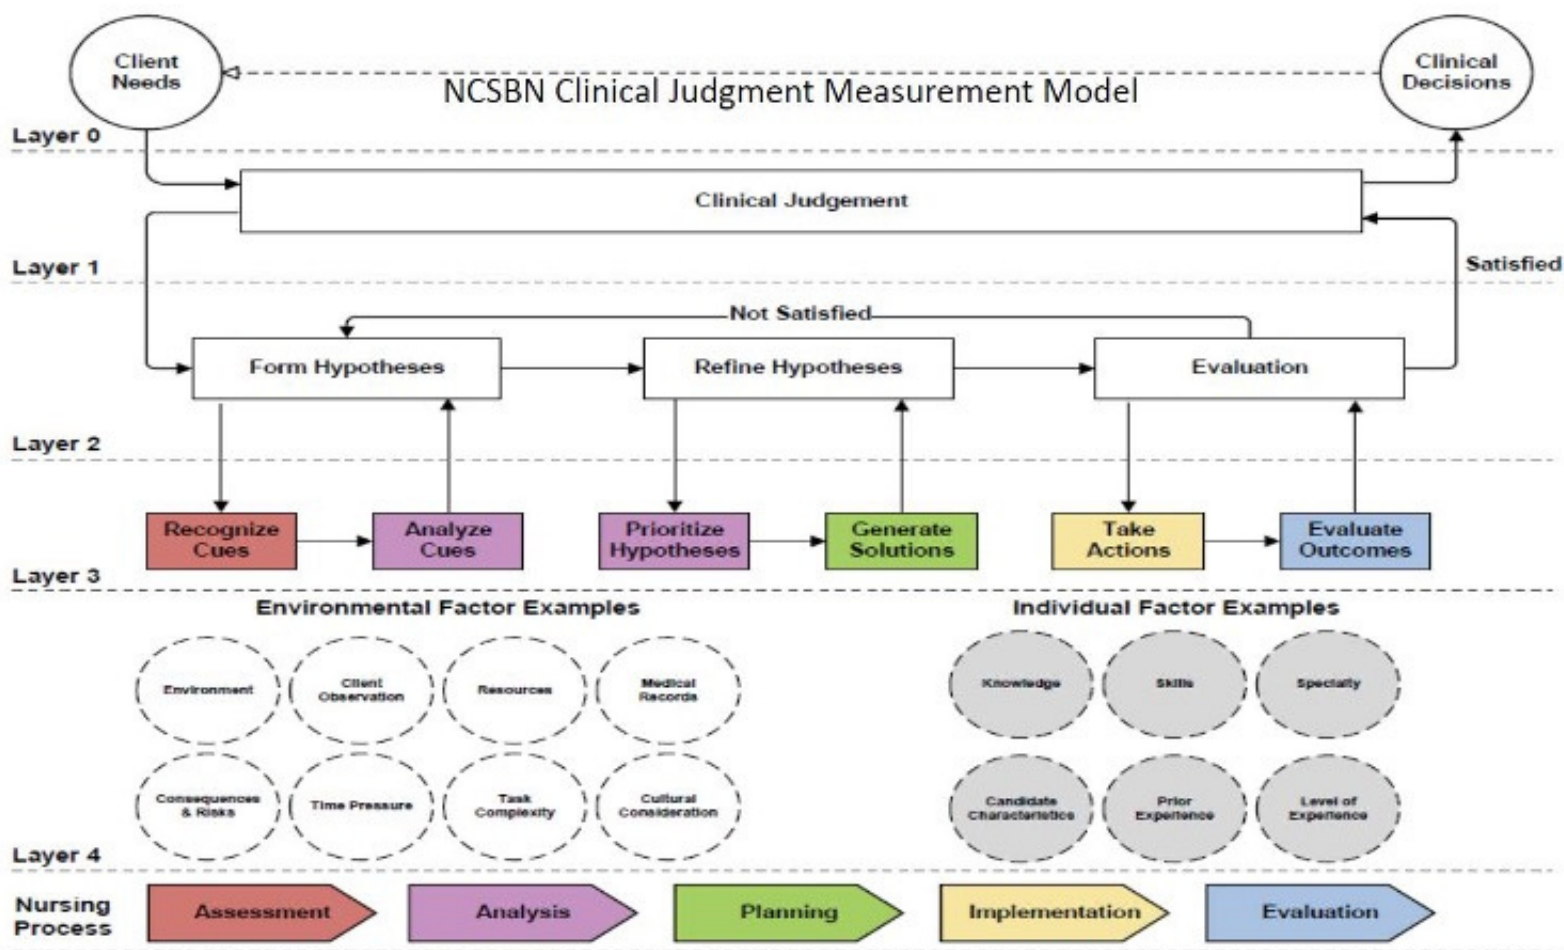 Client
Needs
NCSBN Clinical Judgment Measurement Model
Clinical
Decisions
Layer 0
Clinical Judgement
Layer 1
Satisfied
Not Satisfied
Form Hypotheses
Refine Hypotheses
Evaluation
Layer 2
Recognize
Cues
Analyze
Cues
Prioritize
Hypotheses
Generate
Solutions
Take
Actions
Evaluate
Outcomes
Layer 3
Environmental Factor Examples
Individual Factor Examples
Environment
Client
Observation
Resources
Medical
Records
Knowledge
Skills
Specialty
Consequences
& Risks
Time Pressure
Task
Complexity
Cultural
Consideration
Candidate
Characteristics
Prior
Experience
Level of
Experience
Layer 4
Nursing
Process
Assessment
Analysis
Planning
Implementation
Evaluation